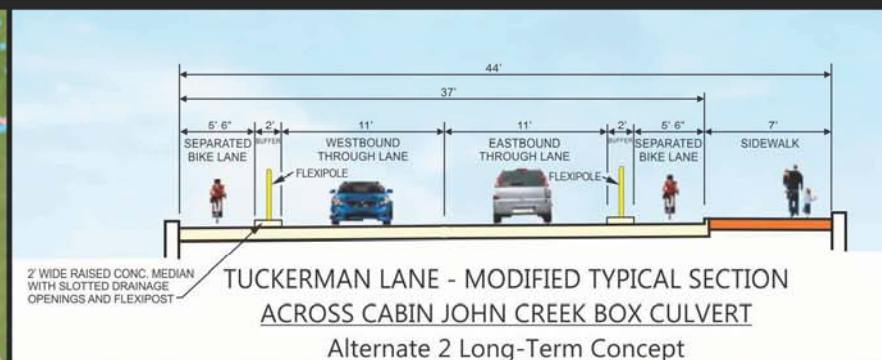 44'
37'
5'-6" 2' 11' 11' 2' 5'-6" 7'
SEPARATED BIKE LANE
BUFFER
WESTBOUND THROUGH LANE
EASTBOUND THROUGH LANE
BUFFER
SEPARATED BIKE LANE
SIDEWALK
FLEXIPOLE
FLEXIPOLE
2' WIDE RAISED CONC. MEDIAN
WITH SLOTTED DRAINAGE
OPENINGS AND FLEXIPOST
TUCKERMAN LANE - MODIFIED TYPICAL SECTION
ACROSS CABIN JOHN CREEK BOX CULVERT
Alternate 2 Long-Term Concept